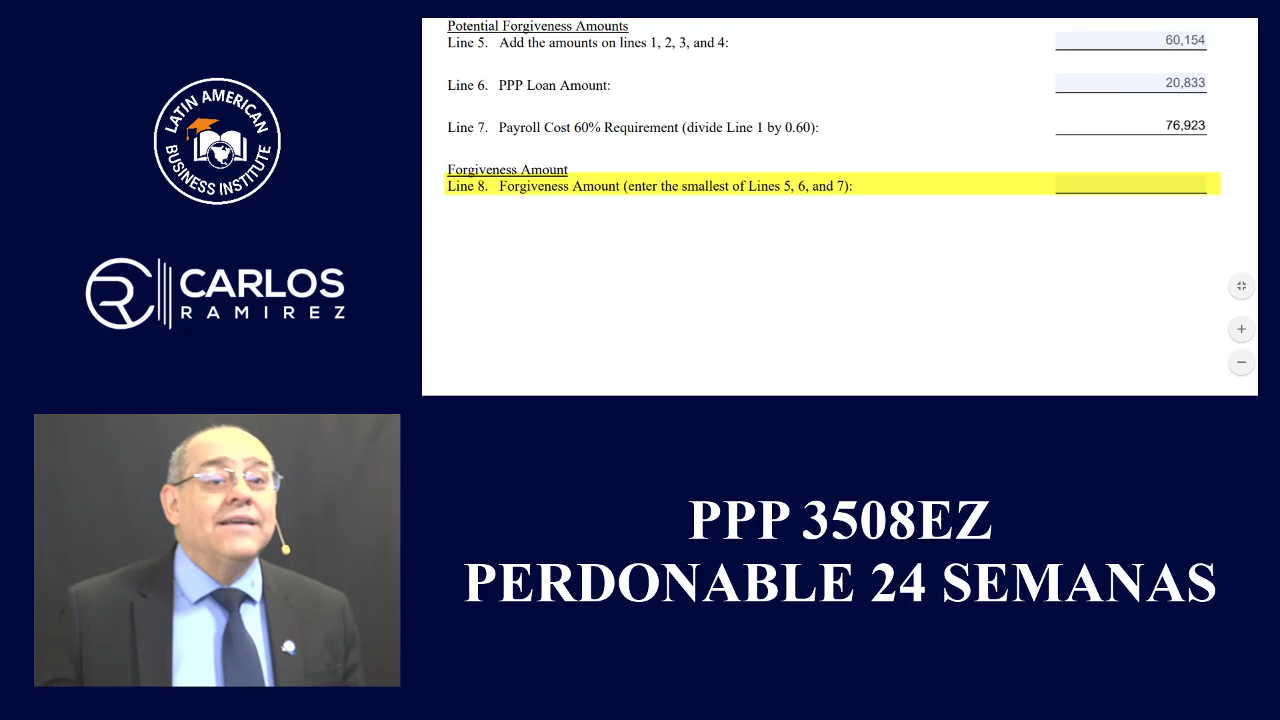 LATIN AMERICAN
BUSINESS INSTITUTE
CARLOS
RAMIREZ
Potential Forgiveness Amounts
Line 5. Add the amounts on lines 1, 2, 3, and 4: 60,154
Line 6. PPP Loan Amount: 20,833
Line 7. Payroll Cost 60% Requirement (divide Line 1 by 0.60): 76,923
Forgiveness Amount
Line 8. Forgiveness Amount (enter the smallest of Lines 5, 6, and 7):
PPP 3508EZ
PERDONABLE 24 SEMANAS